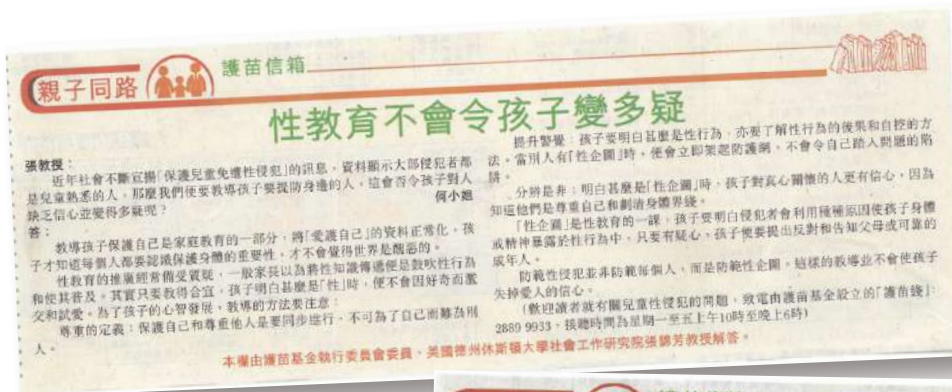 親子同路
護苗信箱
性教育不會令孩子變多疑
張教授：
近年社會不斷宣揚「保護兒童免遭性侵犯」的訊息，資料顯示大部侵犯者都
是兒童熟悉的人，那麼我們便要教導孩子要提防身邊的人，這會否令孩子對人
缺乏信心並變得多疑呢？
何小姐
答：
教導孩子保護自己是家庭教育的一部分，將「愛護自己」的資料正常化，孩
子才知道每個人都要認識保護身體的重要性，才不會覺得世界是醜惡的。
性教育的推廣經常備受質疑，一般家長以為將性知識傳遞便是鼓吹性行為
和使其普及。其實只要教得合宜，孩子明白甚麼是「性」時，便不會因好奇而濫
交和試愛。為了孩子的心智發展，教導的方法要注意：
尊重的定義：保護自己和尊重他人是要同步進行，不可為了自己而難為別
人。
提升警覺：孩子要明白甚麼是性行為，亦要了解性行為的後果和自控的方
法。當別人有「性企圖」時，便會立即架起防護網，不會令自己踏入問題的陷
阱。
分辨是非：明白甚麼是「性企圖」時，孩子對真心關懷的人更有信心，因為
知道他們是尊重自己和劃清身體界綫。
「性企圖」是性教育的一課，孩子要明白侵犯者會利用種種原因使孩子身體
或精神暴露於性行為中，只要有疑心，孩子便要提出反對和告知父母或可靠的
成年人。
防範性侵犯並非防範每個人，而是防範性企圖。這樣的教導並不會使孩子
失掉愛人的信心。
（歡迎讀者就有關兒童性侵犯的問題，致電由護苗基金設立的「護苗綫」：
2889 9933，接聽時間為星期一至五上午10時至晚上6時）
本欄由護苗基金執行委員會委員、美國德州休斯頓大學社會工作研究院張錦芳教授解答。